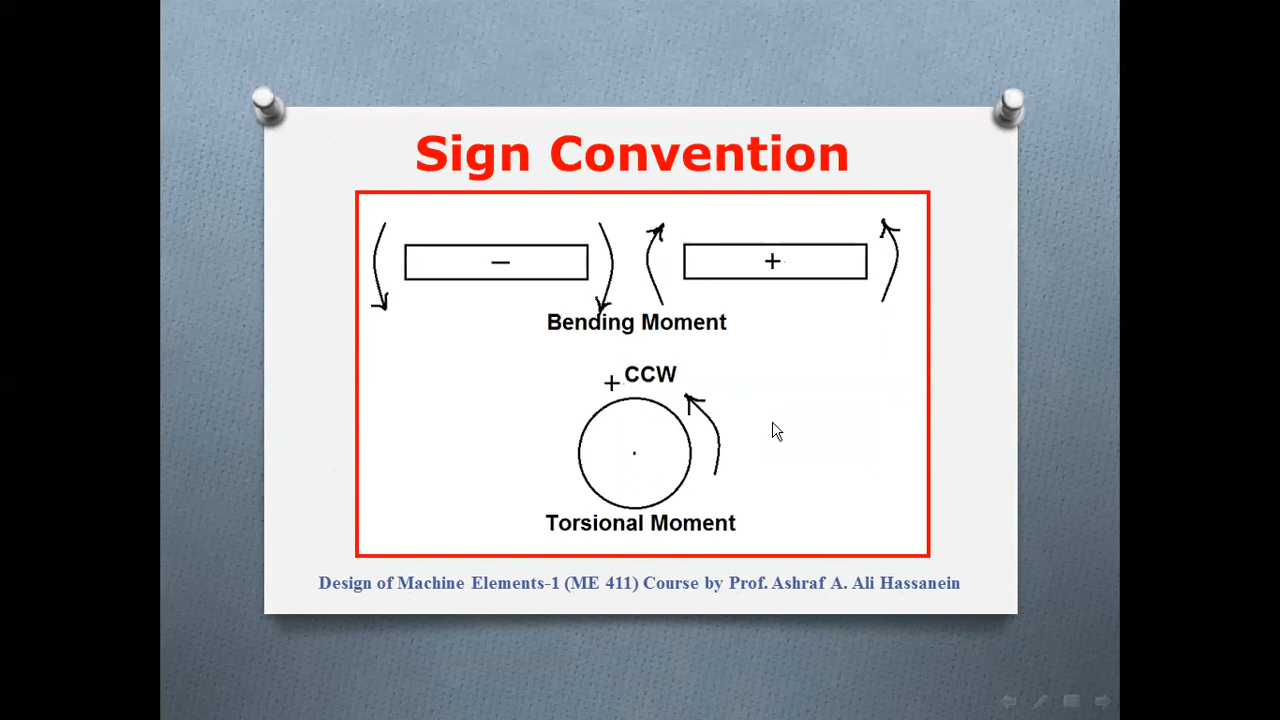 Sign Convention
−
+
Bending Moment
+ CCW
Torsional Moment
Design of Machine Elements-1 (ME 411) Course by Prof. Ashraf A. Ali Hassanein